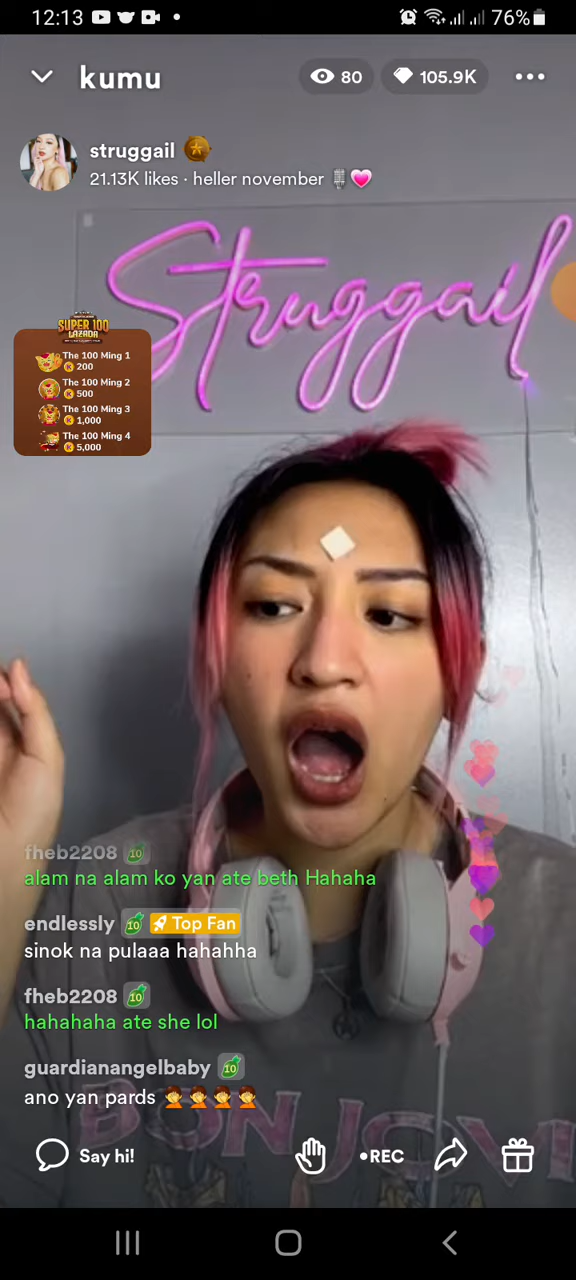 12:13
76%
kumu
80
105.9K
struggail
21.13K likes · heller november
Struggail
SUPER 100
LAZADA
The 100 Ming 1
200
The 100 Ming 2
500
The 100 Ming 3
1,000
The 100 Ming 4
5,000
fheb2208 10
alam na alam ko yan ate beth Hahaha
endlessly 10 Top Fan
sinok na pulaaa hahahha
fheb2208 10
hahahaha ate she lol
guardianangelbaby 10
ano yan pards
BON JOVI
Say hi!
•REC